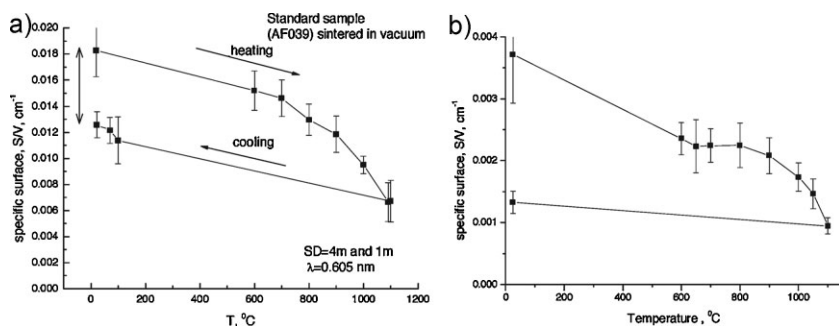 a)
Standard sample
(AF039) sintered in vacuum
heating
cooling
SD=4m and 1m
λ=0.605 nm
specific surface, S/V, cm⁻¹
0.020
0.018
0.016
0.014
0.012
0.010
0.008
0.006
0.004
0.002
0.000
0 200 400 600 800 1000 1200
T, ⁰C
b)
specific surface, S/V, cm⁻¹
0.004
0.003
0.002
0.001
0.000
0 200 400 600 800 1000
Temperature , ⁰C